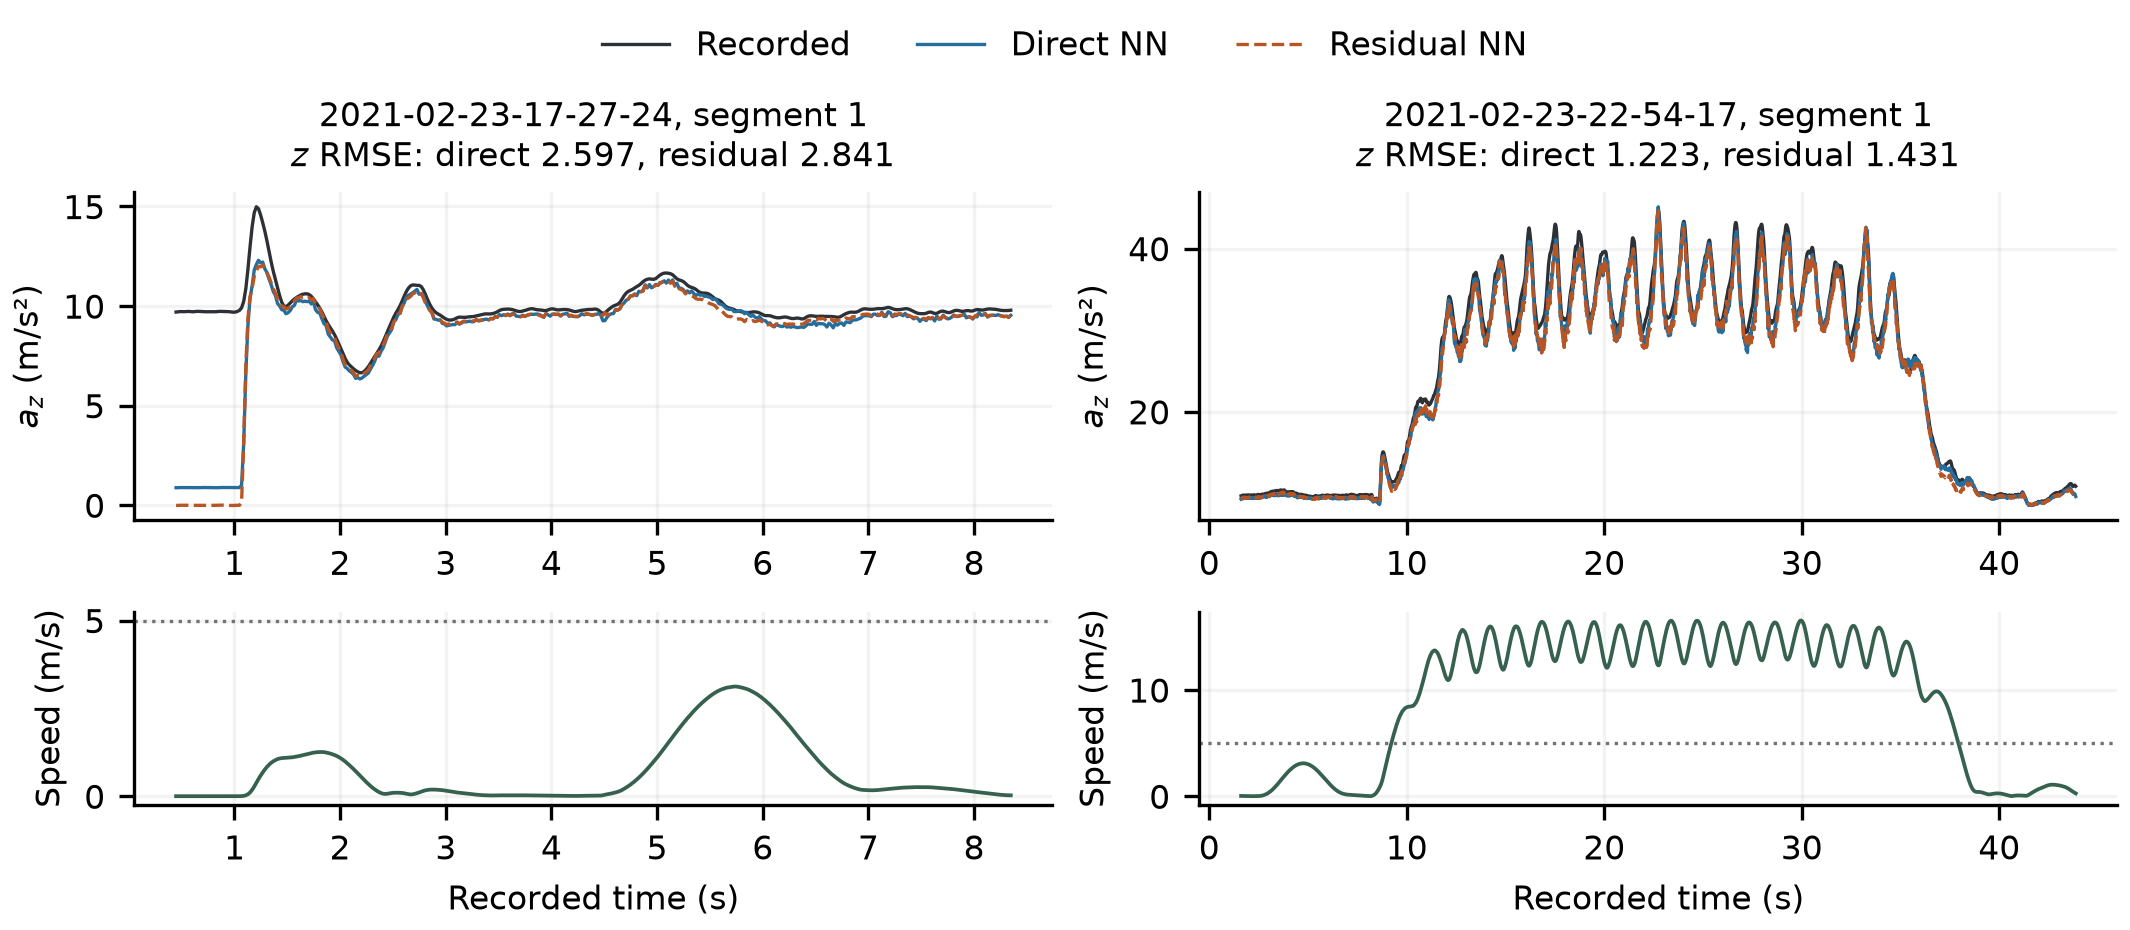 Recorded Direct NN Residual NN
2021-02-23-17-27-24, segment 1
z RMSE: direct 2.597, residual 2.841
15
10
5
0
a_z (m/s²)
1 2 3 4 5 6 7 8
5
0
Speed (m/s)
1 2 3 4 5 6 7 8
Recorded time (s)
2021-02-23-22-54-17, segment 1
z RMSE: direct 1.223, residual 1.431
40
20
a_z (m/s²)
0 10 20 30 40
10
0
Speed (m/s)
0 10 20 30 40
Recorded time (s)